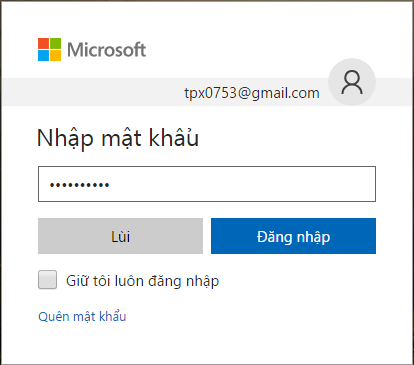 Microsoft
tpx0753@gmail.com
Nhập mật khẩu
••••••••••
Lùi
Đăng nhập
Giữ tôi luôn đăng nhập
Quên mật khẩu